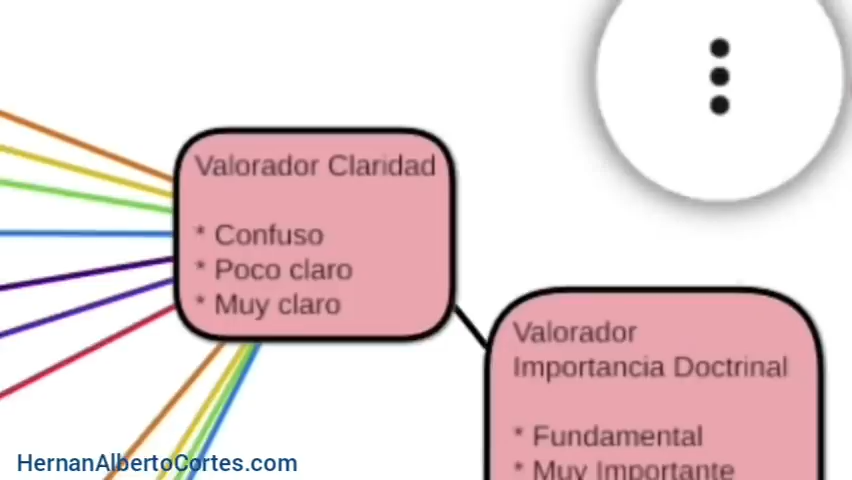 Valorador Claridad
* Confuso
* Poco claro
* Muy claro
Valorador
Importancia Doctrinal
* Fundamental
* Muy Importante
HernanAlbertoCortes.com